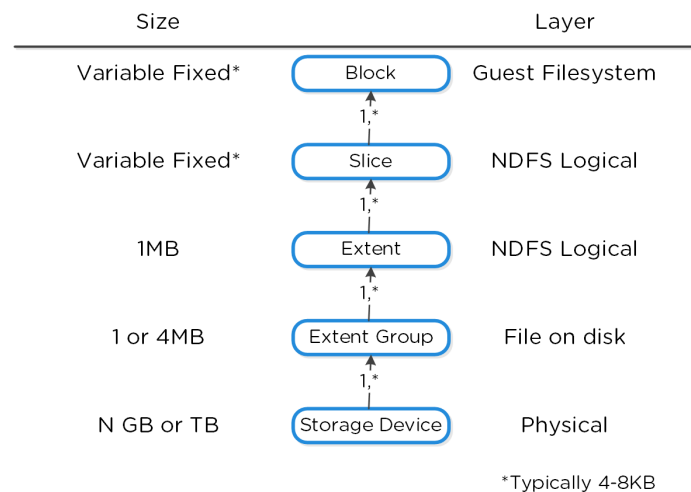 Size Layer
Variable Fixed* Block Guest Filesystem
1,*
Variable Fixed* Slice NDFS Logical
1,*
1MB Extent NDFS Logical
1,*
1 or 4MB Extent Group File on disk
1,*
N GB or TB Storage Device Physical
*Typically 4-8KB